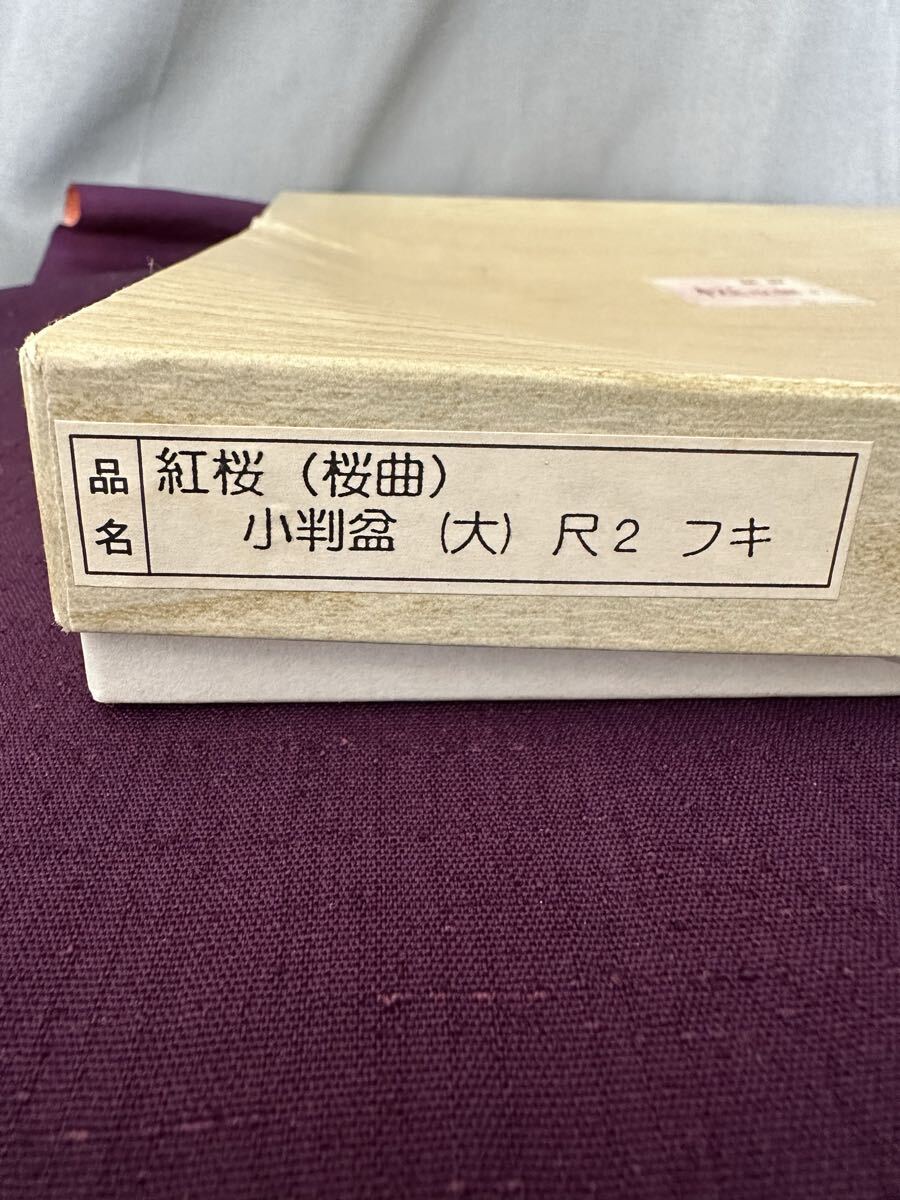 品名
紅桜（桜曲）
小判盆（大） 尺2 フキ